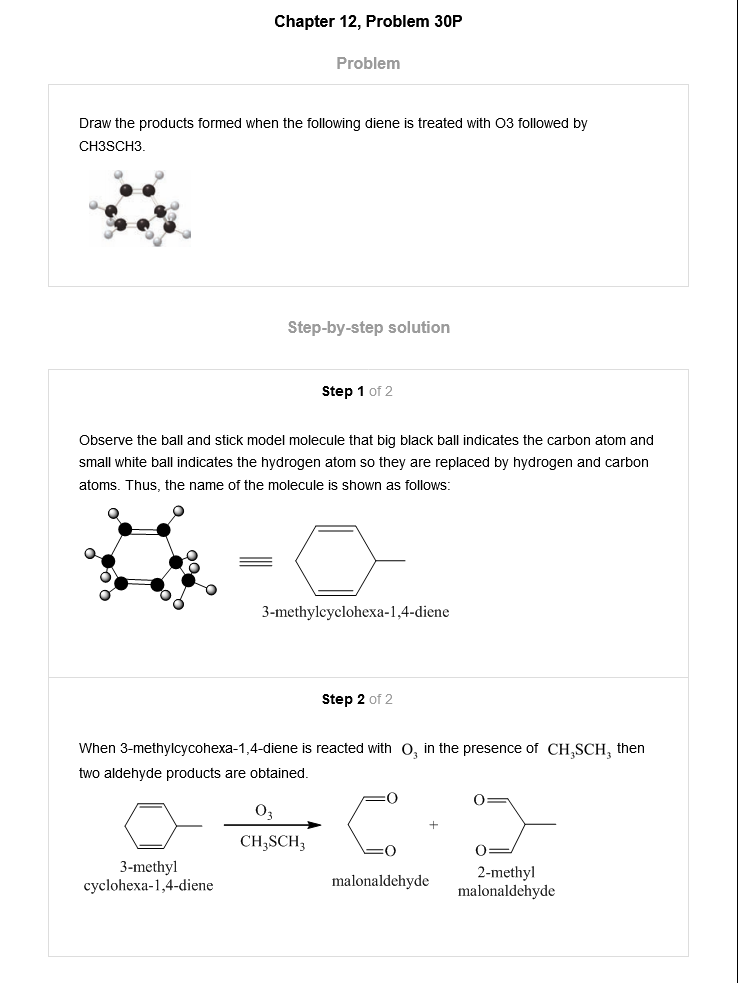 Chapter 12, Problem 30P
Problem
Draw the products formed when the following diene is treated with O3 followed by
CH3SCH3.
Step-by-step solution
Step 1 of 2
Observe the ball and stick model molecule that big black ball indicates the carbon atom and
small white ball indicates the hydrogen atom so they are replaced by hydrogen and carbon
atoms. Thus, the name of the molecule is shown as follows:
3-methylcyclohexa-1,4-diene
Step 2 of 2
When 3-methylcycohexa-1,4-diene is reacted with O₃ in the presence of CH₃SCH₃ then
two aldehyde products are obtained.
O₃
CH₃SCH₃
3-methyl
cyclohexa-1,4-diene
O
O
malonaldehyde
+
O
O
2-methyl
malonaldehyde